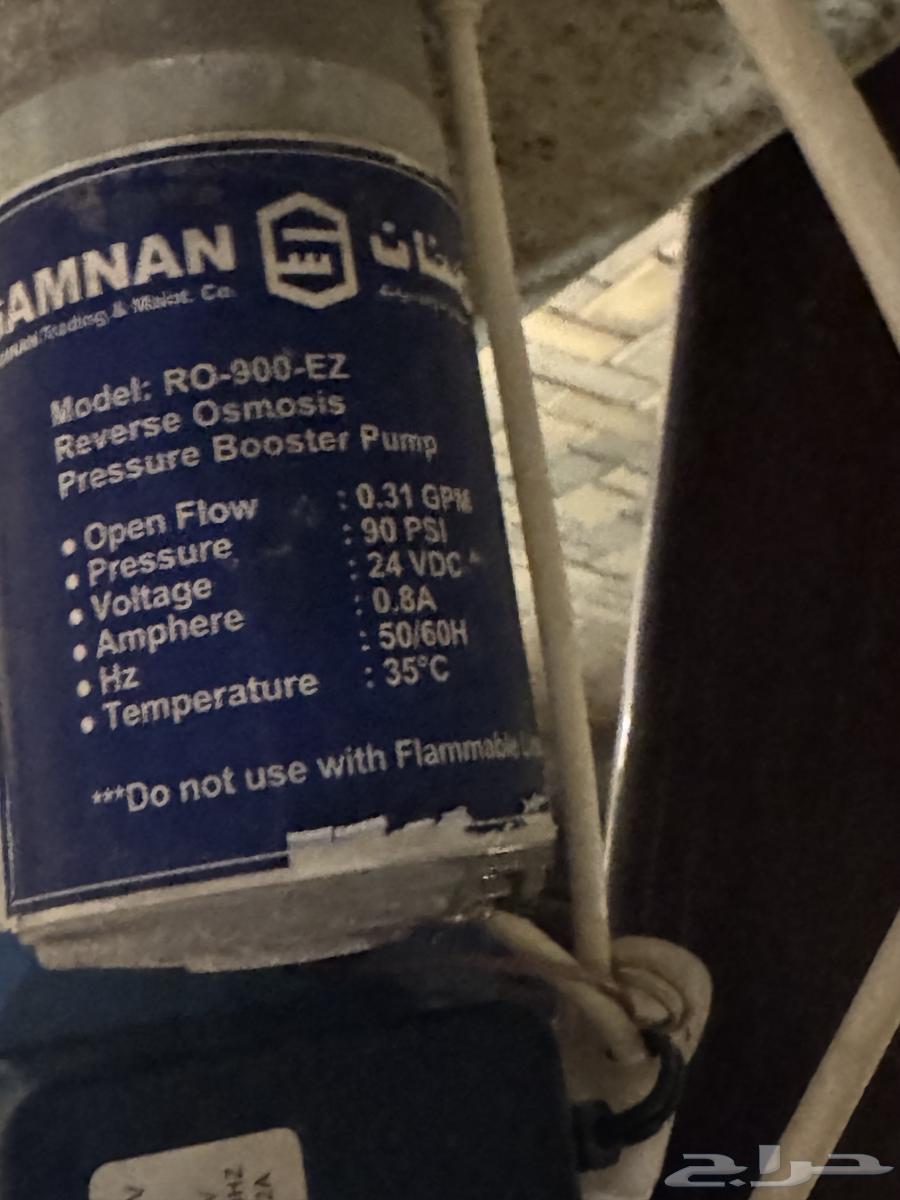 SAMNAN
Trading & Maint. Co.
Model: RO-900-EZ
Reverse Osmosis
Pressure Booster Pump
• Open Flow : 0.31 GPM
• Pressure : 90 PSI
• Voltage : 24 VDC
• Amphere : 0.8A
• Hz : 50/60H
• Temperature : 35°C
***Do not use with Flammable
حراج